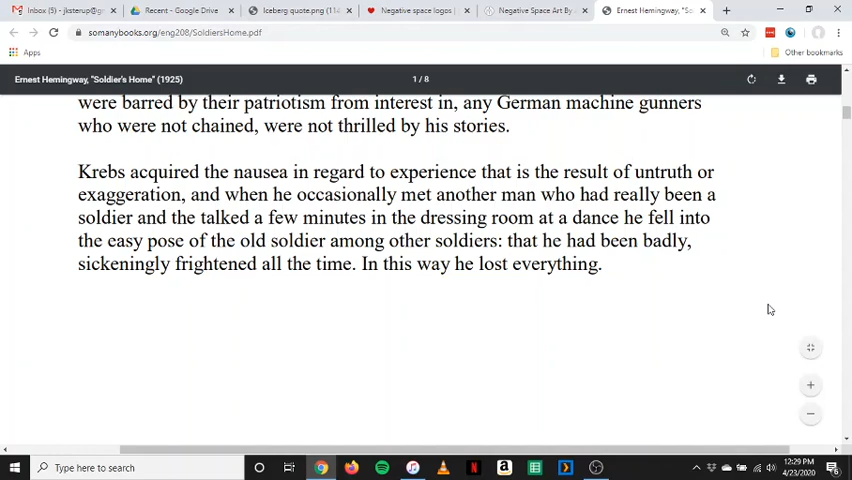 Inbox (5) - jksterup@g
Recent - Google Drive
Iceberg quote.png (114
Negative space logos |
Negative Space Art By
Ernest Hemingway, "So
somanybooks.org/eng208/SoldiersHome.pdf
Apps
Other bookmarks
Ernest Hemingway, "Soldier's Home" (1925)
1 / 8
were barred by their patriotism from interest in, any German machine gunners
who were not chained, were not thrilled by his stories.
Krebs acquired the nausea in regard to experience that is the result of untruth or
exaggeration, and when he occasionally met another man who had really been a
soldier and the talked a few minutes in the dressing room at a dance he fell into
the easy pose of the old soldier among other soldiers: that he had been badly,
sickeningly frightened all the time. In this way he lost everything.
Type here to search
12:29 PM
4/23/2020